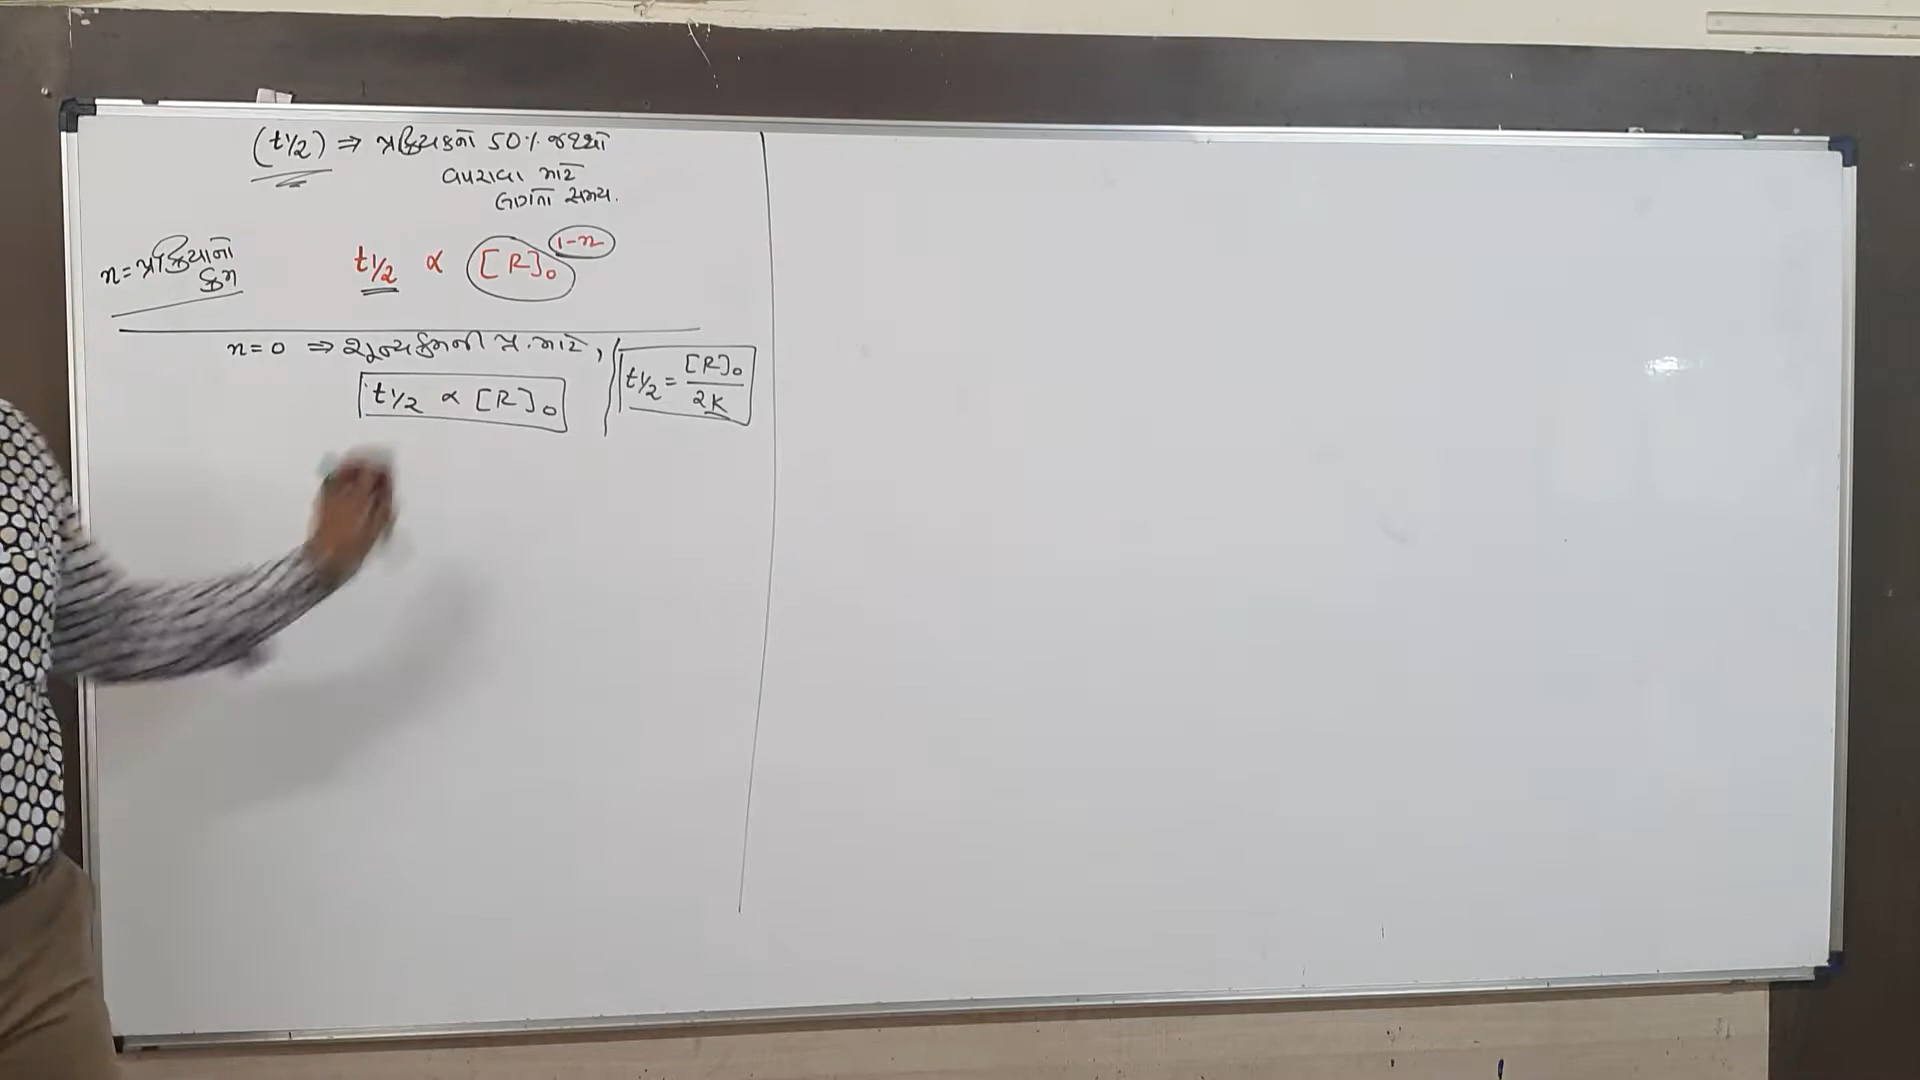 (t1/2) ⇒ પ્રક્રિયકનો 50% જથ્થો
વપરાવા માટે
લાગતો સમય.
n = પ્રક્રિયાનો
ક્રમ
t1/2 ∝ [R]₀^(1-n)
n = 0 ⇒ શૂન્યક્રમની પ્ર. માટે,
t1/2 ∝ [R]₀
t1/2 = [R]₀ / 2K